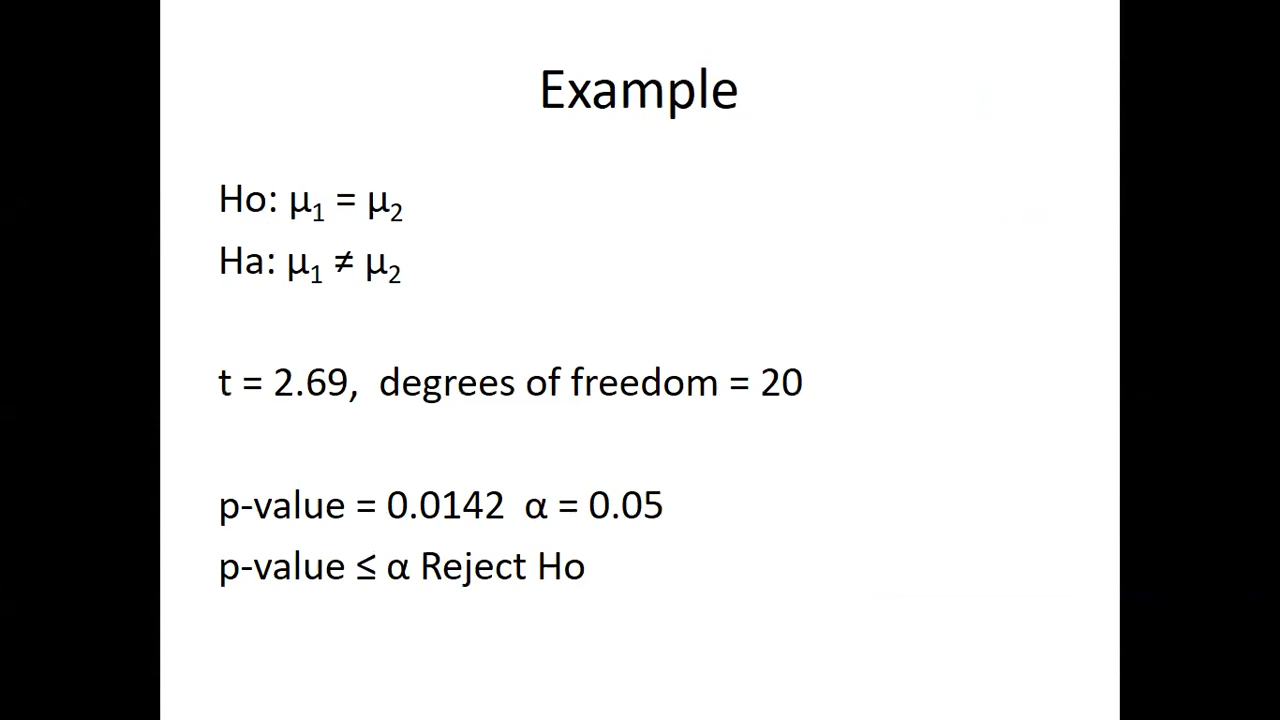 Example
Ho: μ₁ = μ₂
Ha: μ₁ ≠ μ₂
t = 2.69, degrees of freedom = 20
p-value = 0.0142 α = 0.05
p-value ≤ α Reject Ho